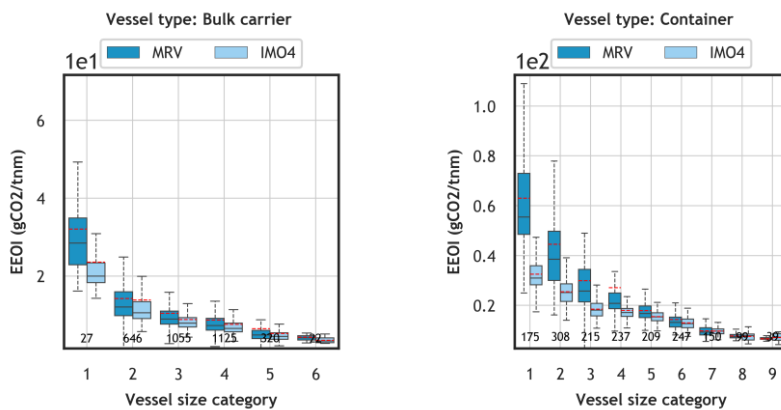 Vessel type: Bulk carrier
MRV IMO4
1e1
EEOI (gCO2/tnm)
6
4
2
27 646 1055 1125 320 92
1 2 3 4 5 6
Vessel size category
Vessel type: Container
MRV IMO4
1e2
EEOI (gCO2/tnm)
1.0
0.8
0.6
0.4
0.2
175 308 215 237 209 247 150 99 39
1 2 3 4 5 6 7 8 9
Vessel size category